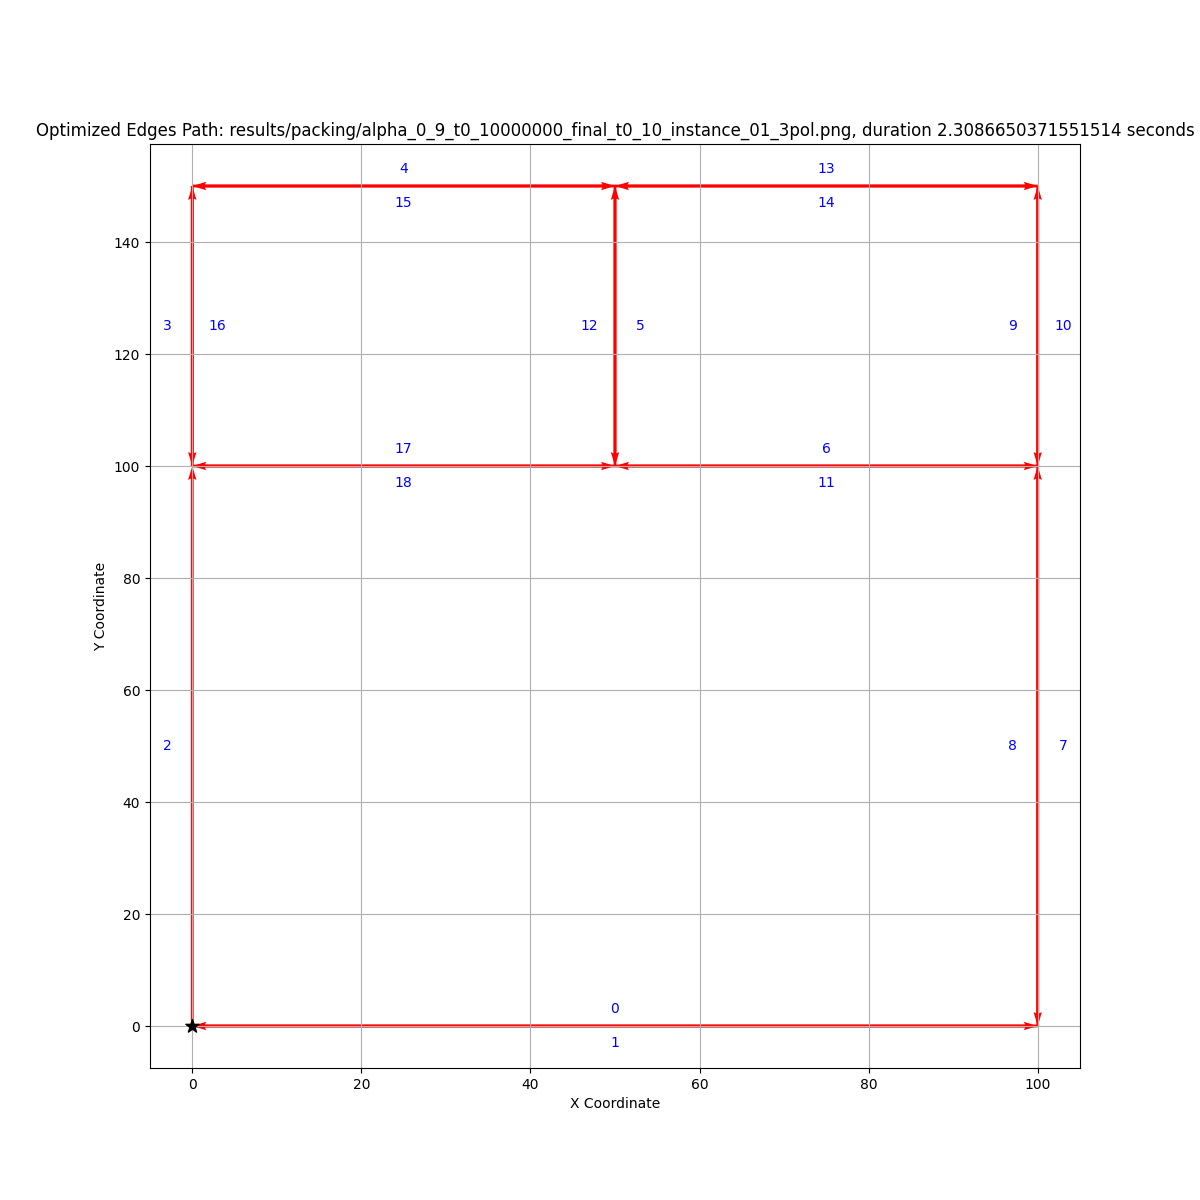 Optimized Edges Path: results/packing/alpha_0_9_t0_10000000_final_t0_10_instance_01_3pol.png, duration 2.3086650371551514 seconds
4 13
15 14
140
3 16 12 5 9 10
120
17 6
100
18 11
80
Y Coordinate
60
2 8 7
40
20
0
0
1
0 20 40 60 80 100
X Coordinate